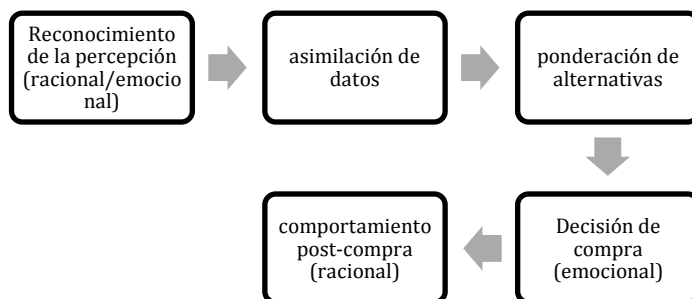 Reconocimiento
de la percepción
(racional/emocio
nal)
asimilación de
datos
ponderación de
alternativas
Decisión de
compra
(emocional)
comportamiento
post-compra
(racional)